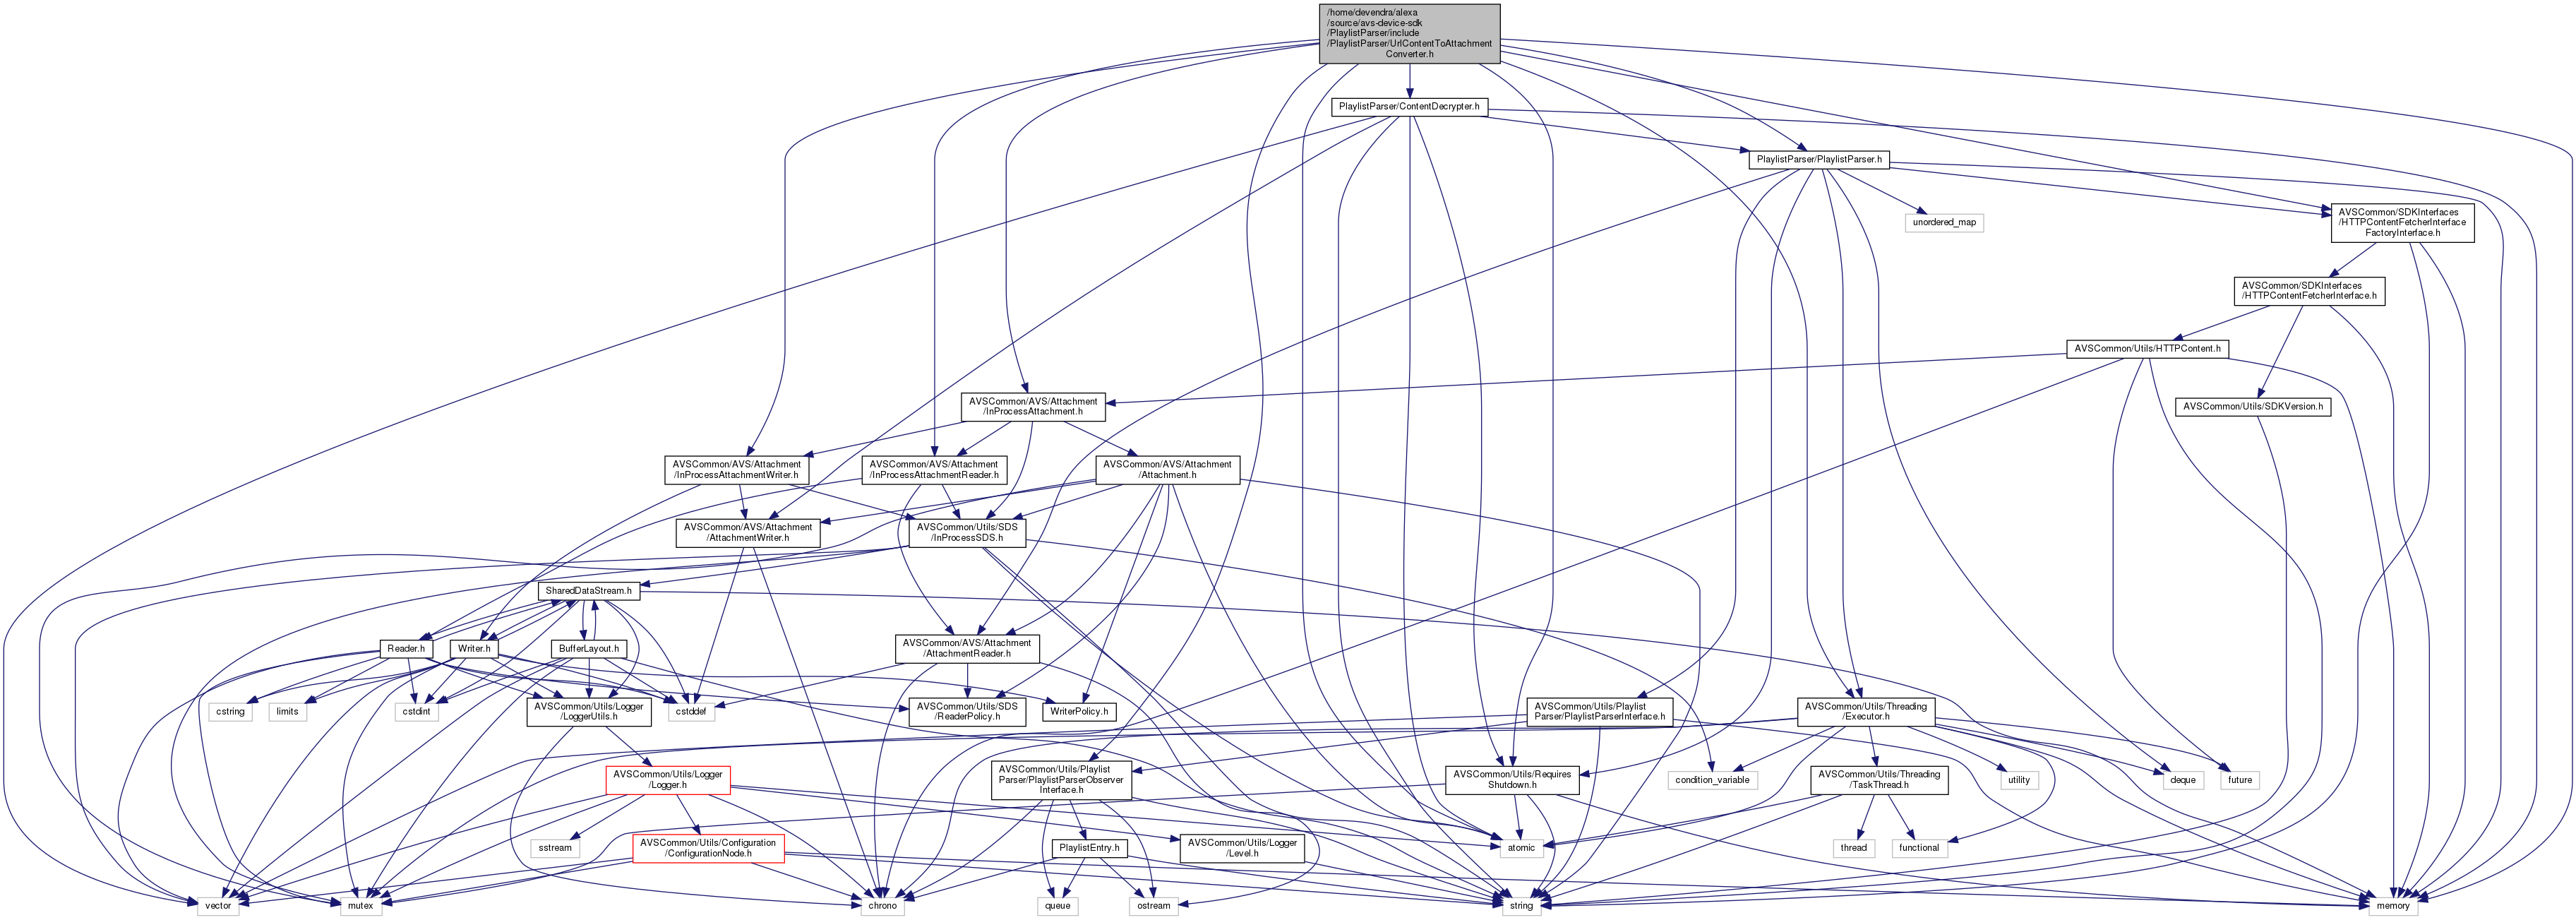 /home/devendra/alexa
/source/avs-device-sdk
/PlaylistParser/include
/PlaylistParser/UrlContentToAttachment
Converter.h
PlaylistParser/ContentDecrypter.h
PlaylistParser/PlaylistParser.h
unordered_map
AVSCommon/SDKInterfaces
/HTTPContentFetcherInterface
FactoryInterface.h
AVSCommon/SDKInterfaces
/HTTPContentFetcherInterface.h
AVSCommon/Utils/HTTPContent.h
AVSCommon/AVS/Attachment
/InProcessAttachment.h
AVSCommon/Utils/SDKVersion.h
AVSCommon/AVS/Attachment
/InProcessAttachmentWriter.h
AVSCommon/AVS/Attachment
/InProcessAttachmentReader.h
AVSCommon/AVS/Attachment
/Attachment.h
AVSCommon/AVS/Attachment
/AttachmentWriter.h
AVSCommon/Utils/SDS
/InProcessSDS.h
SharedDataStream.h
Reader.h
Writer.h
BufferLayout.h
AVSCommon/AVS/Attachment
/AttachmentReader.h
cstring
limits
cstdint
AVSCommon/Utils/Logger
/LoggerUtils.h
cstddef
AVSCommon/Utils/SDS
/ReaderPolicy.h
WriterPolicy.h
AVSCommon/Utils/Playlist
Parser/PlaylistParserInterface.h
AVSCommon/Utils/Threading
/Executor.h
AVSCommon/Utils/Logger
/Logger.h
AVSCommon/Utils/Playlist
Parser/PlaylistParserObserver
Interface.h
AVSCommon/Utils/Requires
Shutdown.h
condition_variable
AVSCommon/Utils/Threading
/TaskThread.h
utility
deque
future
sstream
AVSCommon/Utils/Configuration
/ConfigurationNode.h
PlaylistEntry.h
AVSCommon/Utils/Logger
/Level.h
atomic
thread
functional
vector
mutex
chrono
queue
ostream
string
memory